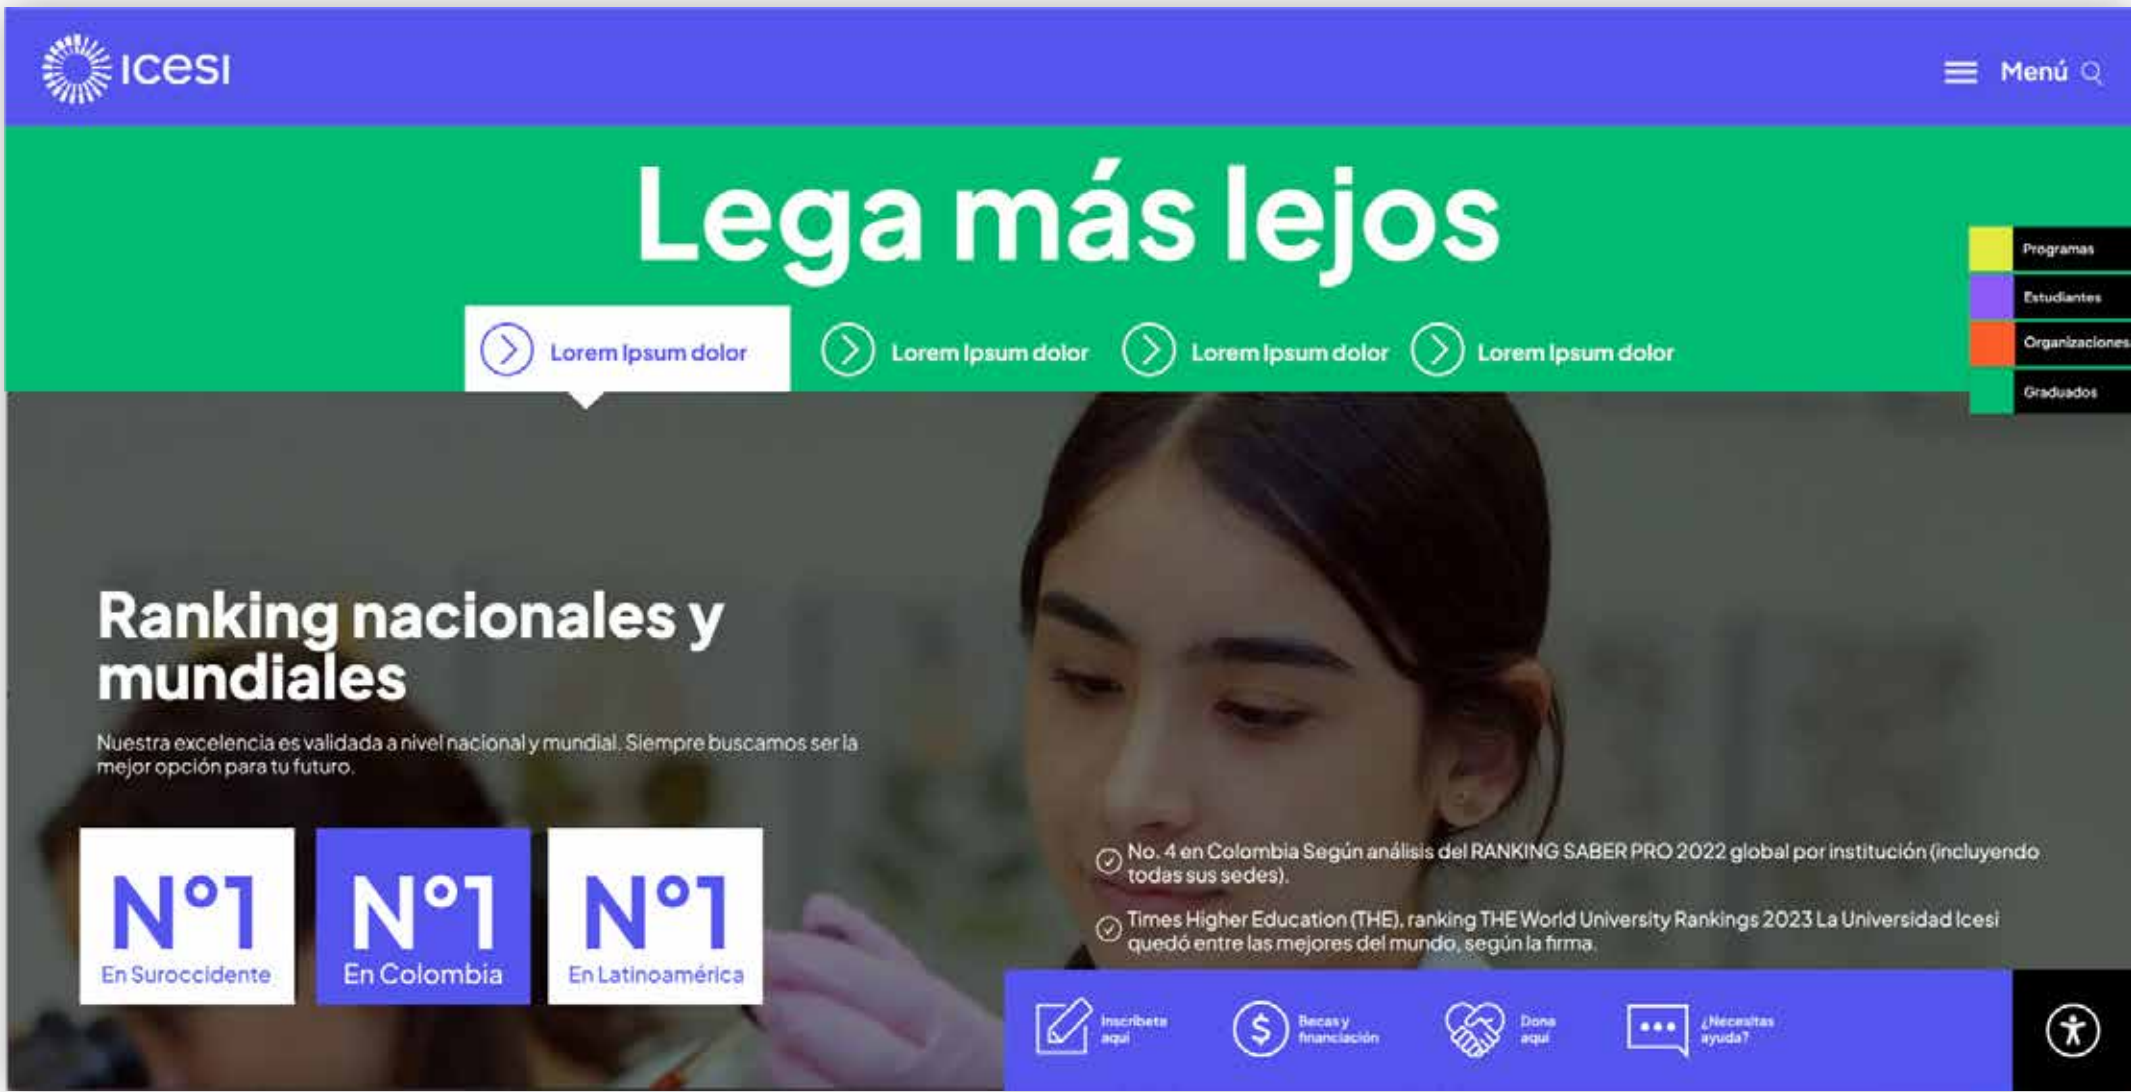 ICESI
Menú
Lega más lejos
Programas
Estudiantes
Organizaciones
Graduados
Lorem Ipsum dolor
Lorem Ipsum dolor
Lorem Ipsum dolor
Lorem Ipsum dolor
Ranking nacionales y
mundiales
Nuestra excelencia es validada a nivel nacional y mundial. Siempre buscamos ser la
mejor opción para tu futuro.
N°1
En Suroccidente
N°1
En Colombia
N°1
En Latinoamérica
No. 4 en Colombia Según análisis del RANKING SABER PRO 2022 global por institución (incluyendo
todas sus sedes).
Times Higher Education (THE), ranking THE World University Rankings 2023 La Universidad Icesi
quedó entre las mejores del mundo, según la firma.
Inscríbete
aquí
Becas y
financiación
Dona
aquí
¿Necesitas
ayuda?